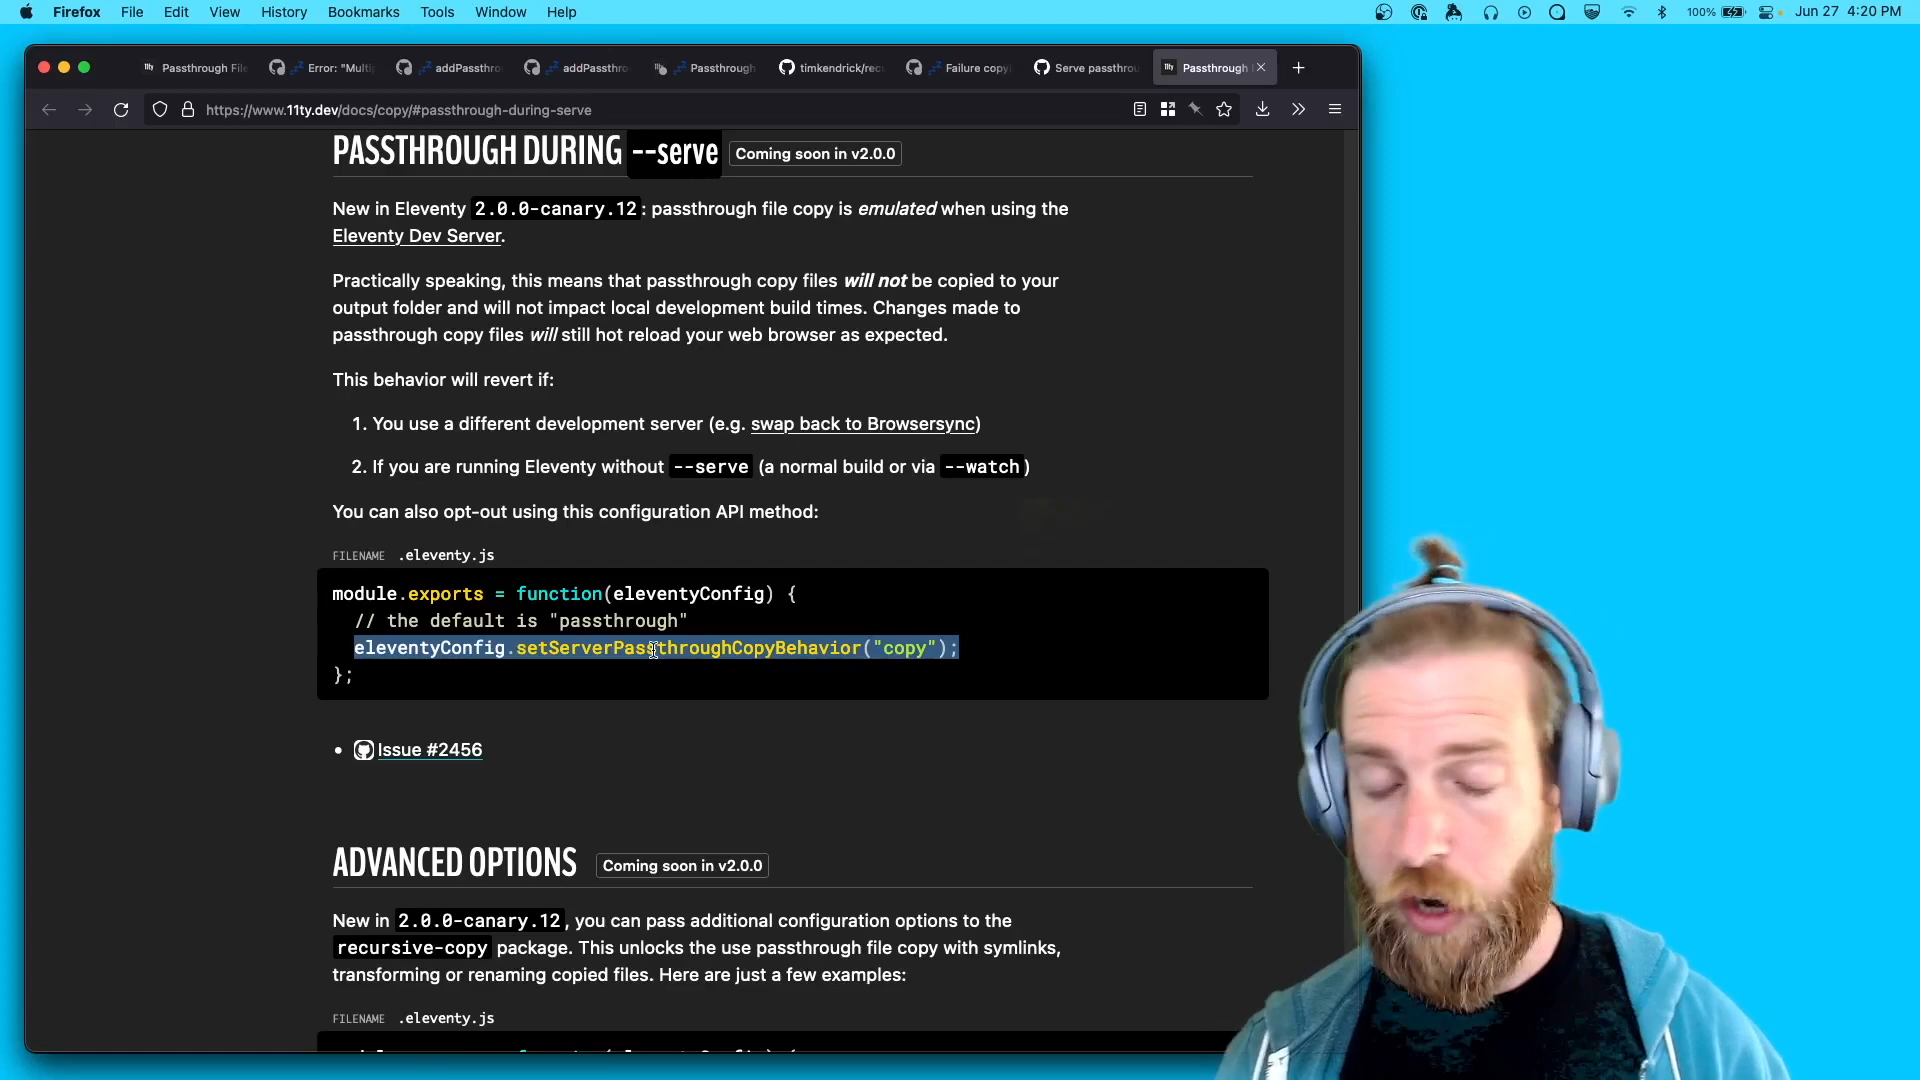 Firefox File Edit View History Bookmarks Tools Window Help 100% Jun 27 4:20 PM
11ty Passthrough File Error: "Multi addPassthro addPassthro Passthrough timkendrick/rec Failure copy Serve passthrou 11ty Passthrough
https://www.11ty.dev/docs/copy/#passthrough-during-serve
PASSTHROUGH DURING --serve Coming soon in v2.0.0
New in Eleventy 2.0.0-canary.12: passthrough file copy is emulated when using the
Eleventy Dev Server.
Practically speaking, this means that passthrough copy files will not be copied to your
output folder and will not impact local development build times. Changes made to
passthrough copy files will still hot reload your web browser as expected.
This behavior will revert if:
1. You use a different development server (e.g. swap back to Browsersync)
2. If you are running Eleventy without --serve (a normal build or via --watch)
You can also opt-out using this configuration API method:
FILENAME .eleventy.js
module.exports = function(eleventyConfig) {
// the default is "passthrough"
eleventyConfig.setServerPassthroughCopyBehavior("copy");
};
• Issue #2456
ADVANCED OPTIONS Coming soon in v2.0.0
New in 2.0.0-canary.12, you can pass additional configuration options to the
recursive-copy package. This unlocks the use passthrough file copy with symlinks,
transforming or renaming copied files. Here are just a few examples:
FILENAME .eleventy.js